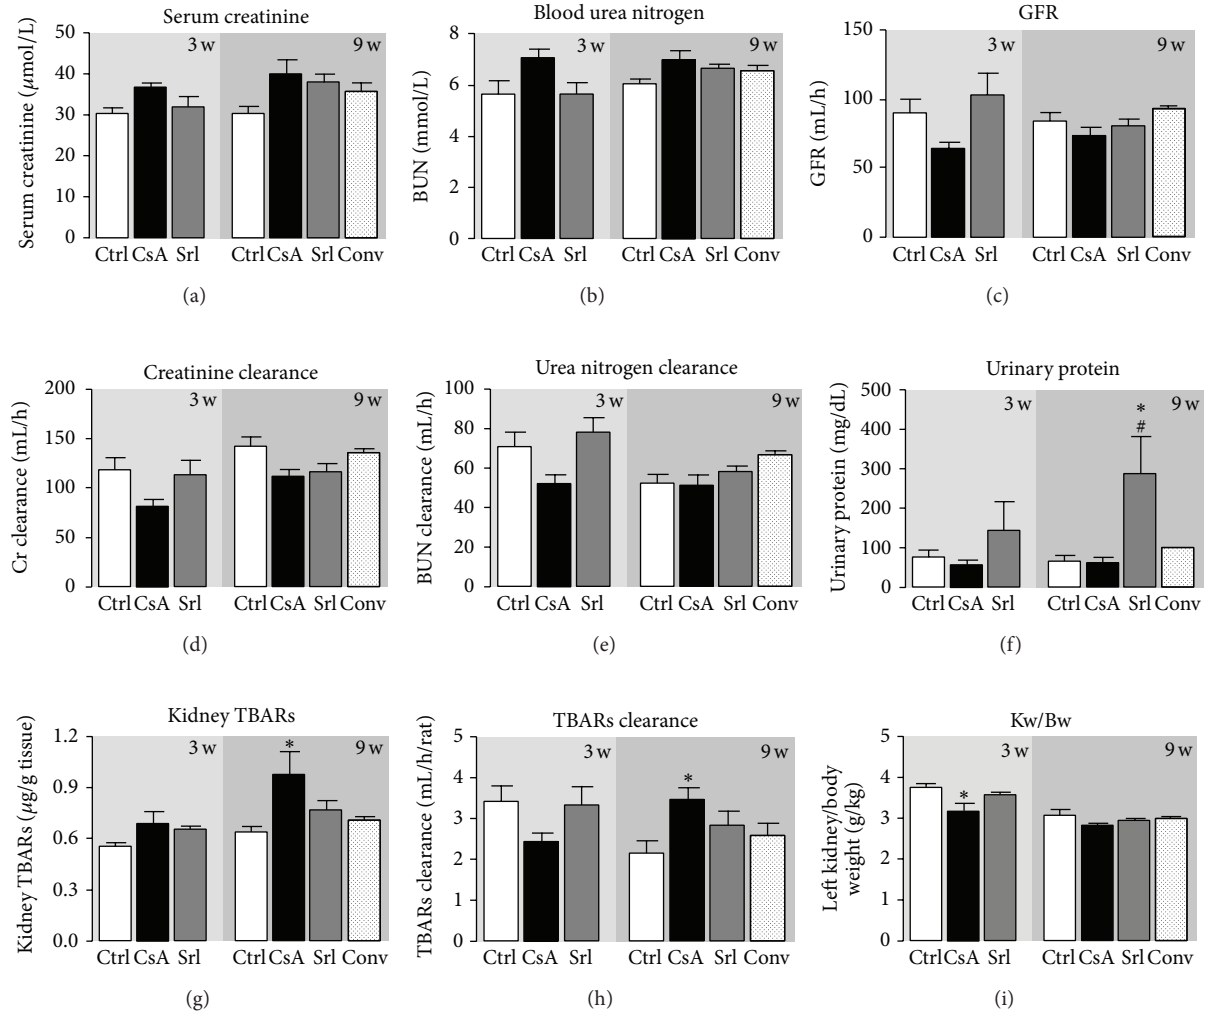 Serum creatinine
Serum creatinine (μmol/L)
50
40
30
20
10
0
3 w
9 w
Ctrl CsA Srl Ctrl CsA Srl Conv
(a)
Blood urea nitrogen
BUN (mmol/L)
8
6
4
2
0
3 w
9 w
Ctrl CsA Srl Ctrl CsA Srl Conv
(b)
GFR
GFR (mL/h)
150
100
50
0
3 w
9 w
Ctrl CsA Srl Ctrl CsA Srl Conv
(c)
Creatinine clearance
Cr clearance (mL/h)
200
150
100
50
0
3 w
9 w
Ctrl CsA Srl Ctrl CsA Srl Conv
(d)
Urea nitrogen clearance
BUN clearance (mL/h)
100
80
60
40
20
0
3 w
9 w
Ctrl CsA Srl Ctrl CsA Srl Conv
(e)
Urinary protein
Urinary protein (mg/dL)
500
400
300
200
100
0
3 w
9 w
*
#
Ctrl CsA Srl Ctrl CsA Srl Conv
(f)
Kidney TBARs
Kidney TBARs (μg/g tissue)
1.2
0.9
0.6
0.3
0.0
3 w
9 w
*
Ctrl CsA Srl Ctrl CsA Srl Conv
(g)
TBARs clearance
TBARs clearance (mL/h/rat)
5
4
3
2
1
0
3 w
9 w
*
Ctrl CsA Srl Ctrl CsA Srl Conv
(h)
Kw/Bw
Left kidney/body
weight (g/kg)
5
4
3
2
1
0
3 w
9 w
*
Ctrl CsA Srl Ctrl CsA Srl Conv
(i)